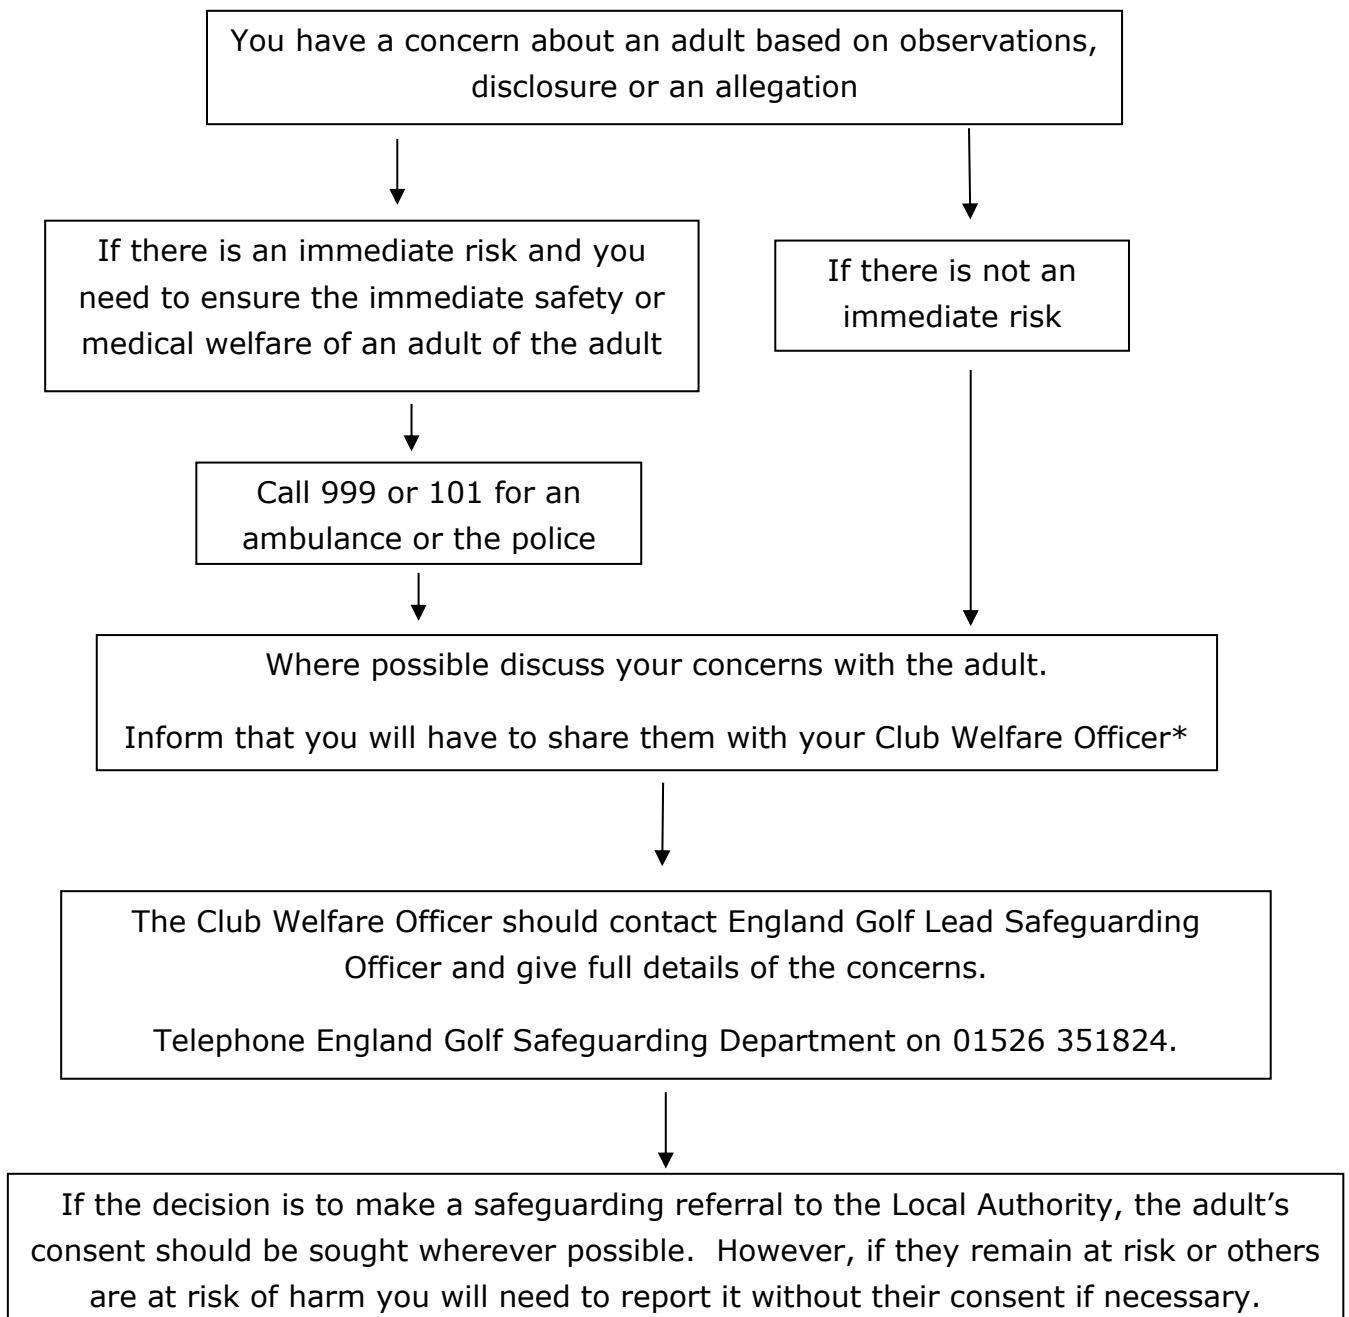 You have a concern about an adult based on observations,
disclosure or an allegation
If there is an immediate risk and you
need to ensure the immediate safety or
medical welfare of an adult of the adult
If there is not an
immediate risk
Call 999 or 101 for an
ambulance or the police
Where possible discuss your concerns with the adult.
Inform that you will have to share them with your Club Welfare Officer*
The Club Welfare Officer should contact England Golf Lead Safeguarding
Officer and give full details of the concerns.
Telephone England Golf Safeguarding Department on 01526 351824.
If the decision is to make a safeguarding referral to the Local Authority, the adult’s
consent should be sought wherever possible.  However, if they remain at risk or others
are at risk of harm you will need to report it without their consent if necessary.